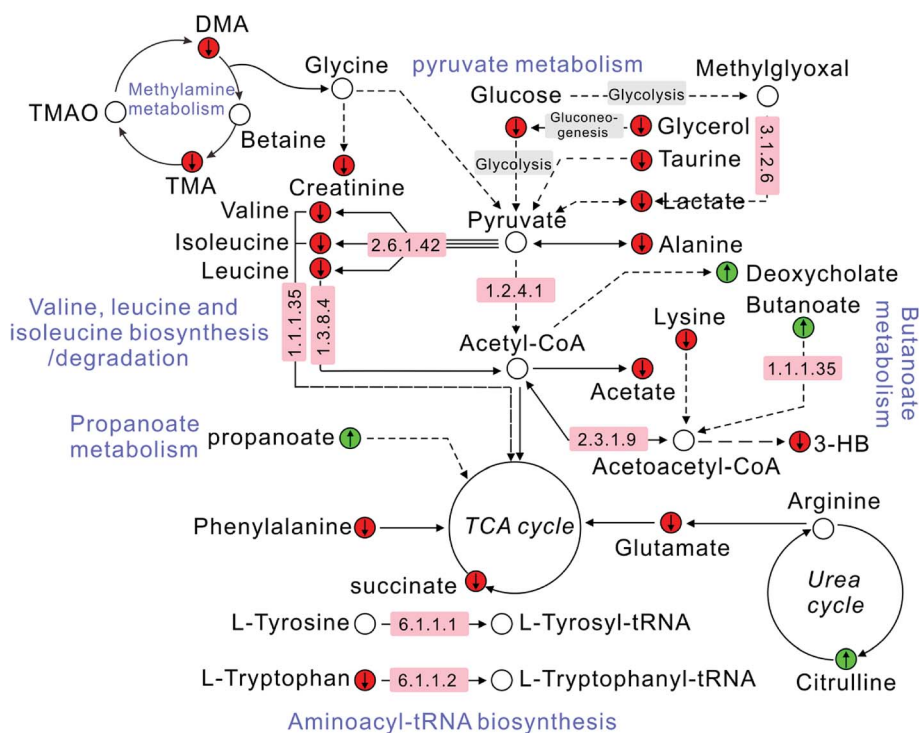 DMA
Glycine
pyruvate metabolism
Methylglyoxal
Methylamine
metabolism
Glucose
Glycolysis
TMAO
Gluconeo-
genesis
Glycerol
Betaine
Glycolysis
Taurine
3.1.2.6
TMA
Creatinine
Lactate
Valine
Pyruvate
Isoleucine
2.6.1.42
Alanine
Leucine
Deoxycholate
1.2.4.1
Butanoate
Valine, leucine and
isoleucine biosynthesis
/degradation
1.1.1.35
1.3.8.4
Lysine
Butanoate
metabolism
Acetyl-CoA
1.1.1.35
Acetate
Propanoate
metabolism
propanoate
2.3.1.9
3-HB
Acetoacetyl-CoA
Arginine
Phenylalanine
TCA cycle
Glutamate
succinate
Urea
cycle
L-Tyrosine
6.1.1.1
L-Tyrosyl-tRNA
L-Tryptophan
6.1.1.2
L-Tryptophanyl-tRNA
Citrulline
Aminoacyl-tRNA biosynthesis